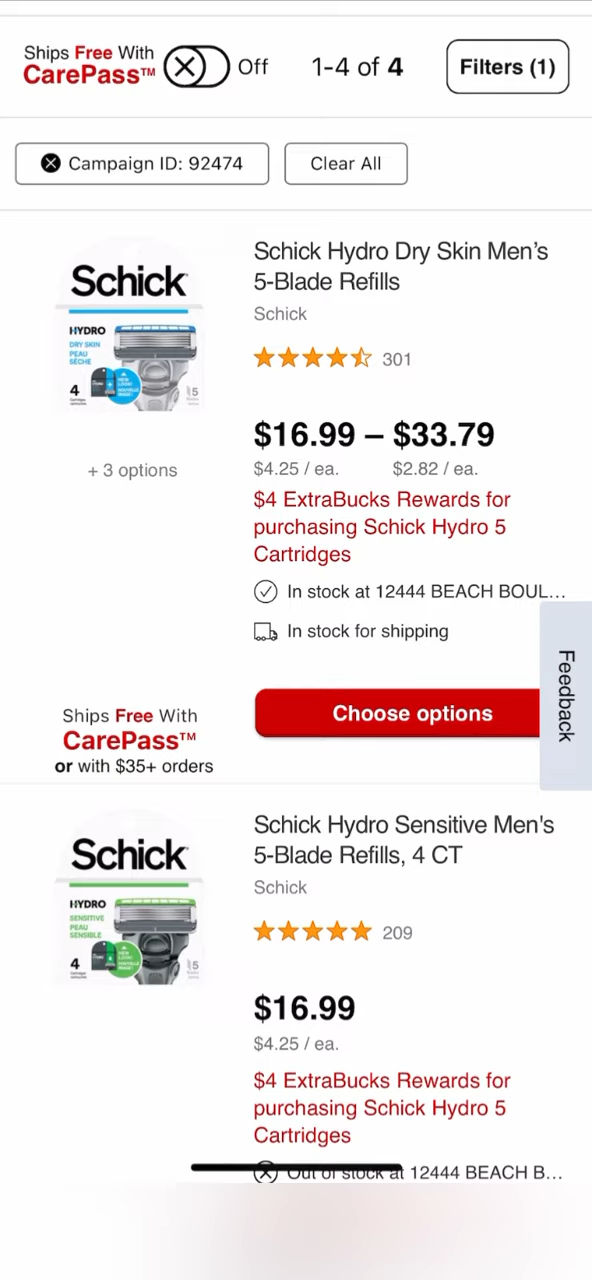 Ships Free With
CarePass™
Off
1-4 of 4
Filters (1)
Campaign ID: 92474
Clear All
Schick
HYDRO
DRY SKIN
PEAU
SÈCHE
4
5
+ 3 options
Schick Hydro Dry Skin Men’s
5-Blade Refills
Schick
301
$16.99 – $33.79
$4.25 / ea. $2.82 / ea.
$4 ExtraBucks Rewards for
purchasing Schick Hydro 5
Cartridges
In stock at 12444 BEACH BOUL...
In stock for shipping
Feedback
Choose options
Ships Free With
CarePass™
or with $35+ orders
Schick
HYDRO
SENSITIVE
PEAU
SENSIBLE
4
5
Schick Hydro Sensitive Men's
5-Blade Refills, 4 CT
Schick
209
$16.99
$4.25 / ea.
$4 ExtraBucks Rewards for
purchasing Schick Hydro 5
Cartridges
Out of stock at 12444 BEACH B...